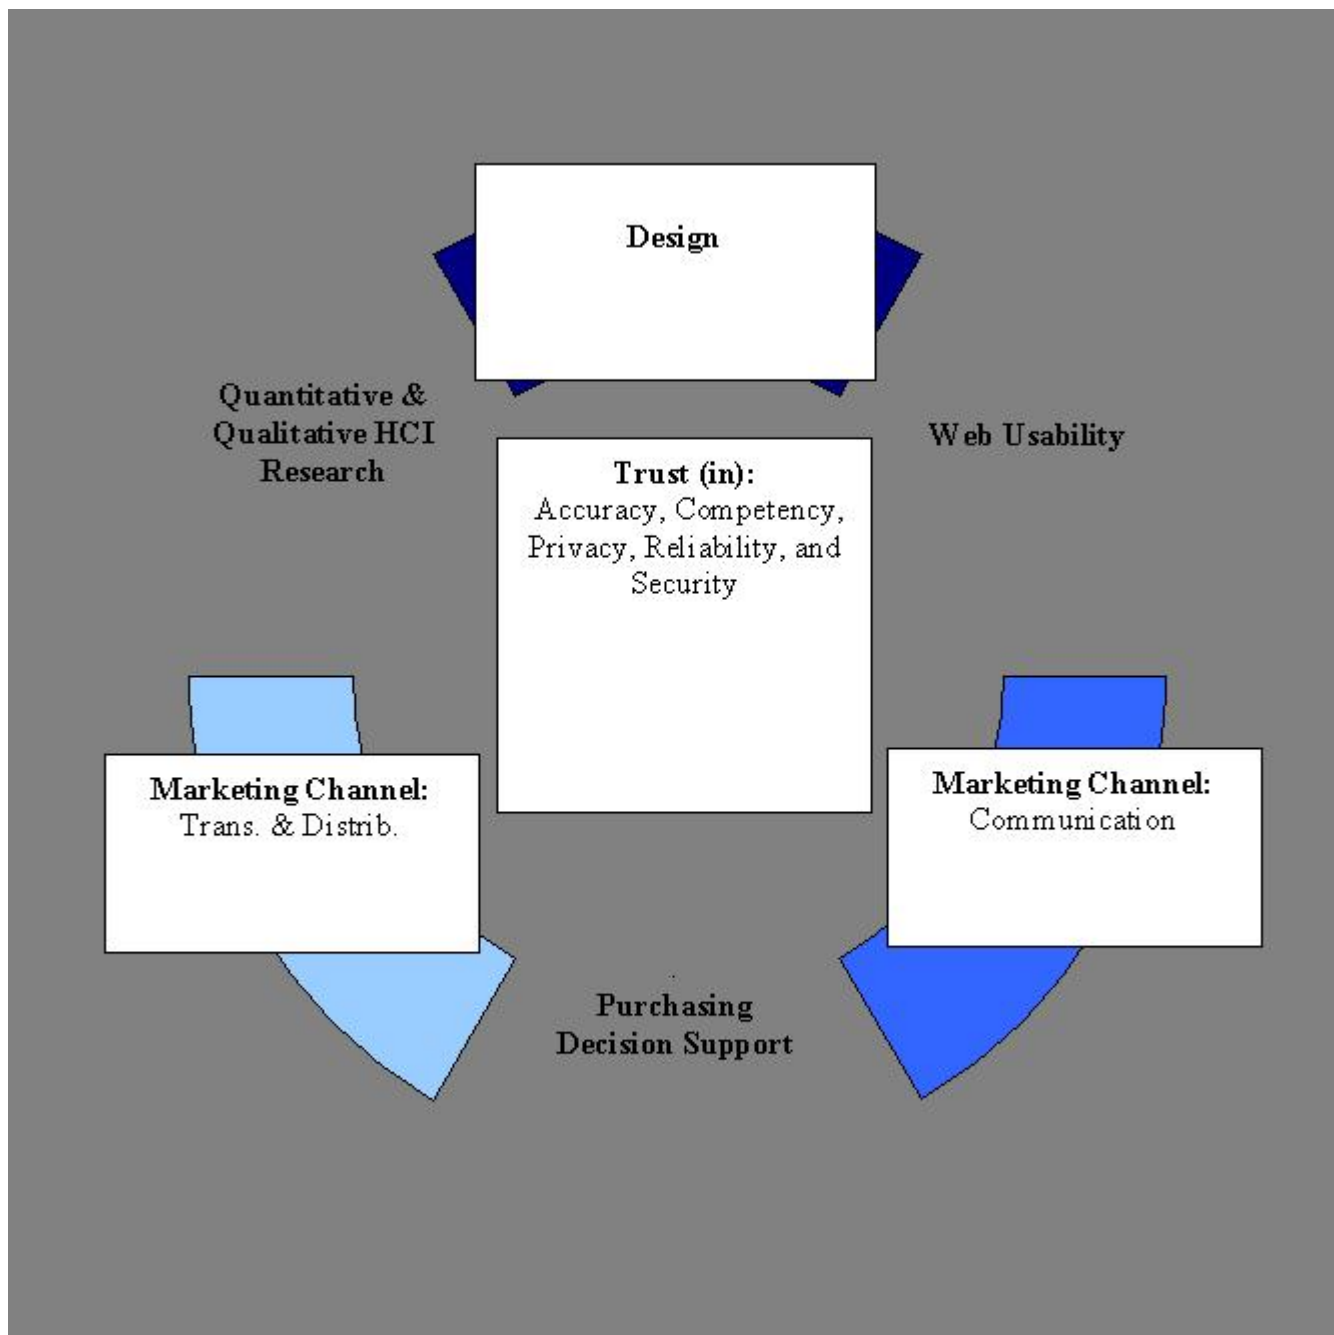 Design
Quantitative &
Qualitative HCI
Research
Web Usability
Trust (in):
Accuracy, Competency,
Privacy, Reliability, and
Security
Marketing Channel:
Trans. & Distrib.
Marketing Channel:
Communication
Purchasing
Decision Support